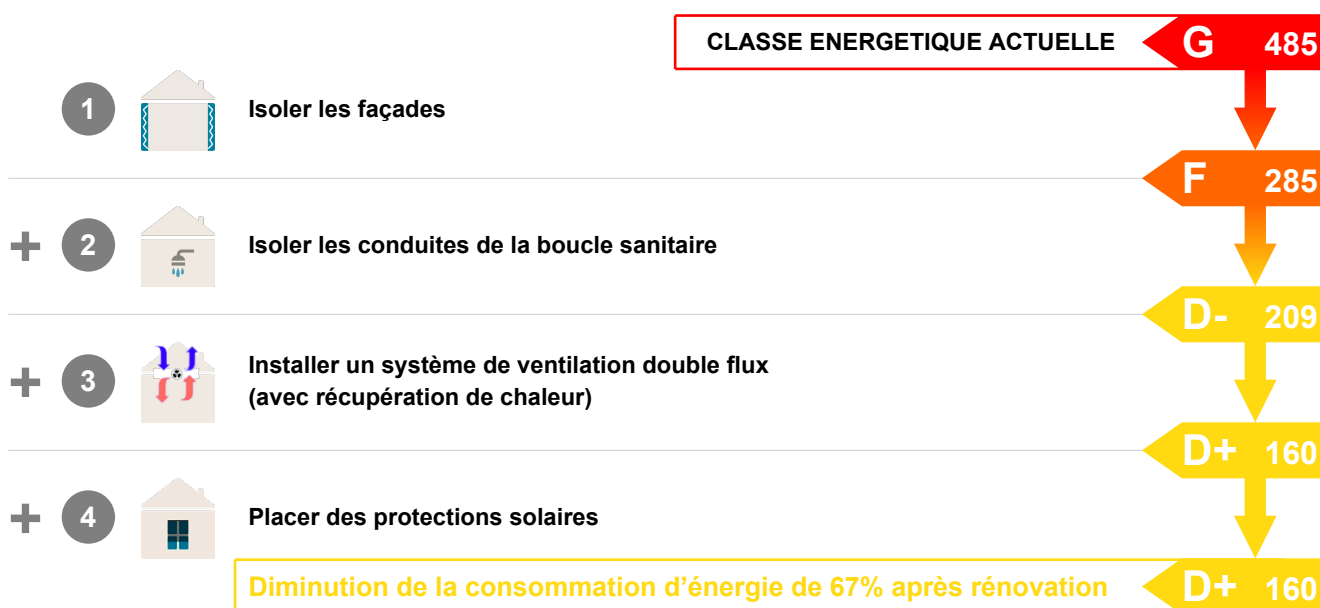 CLASSE ENERGETIQUE ACTUELLE G 485
1 Isoler les façades
F 285
+ 2 Isoler les conduites de la boucle sanitaire
D- 209
+ 3 Installer un système de ventilation double flux
(avec récupération de chaleur)
D+ 160
+ 4 Placer des protections solaires
Diminution de la consommation d’énergie de 67% après rénovation D+ 160